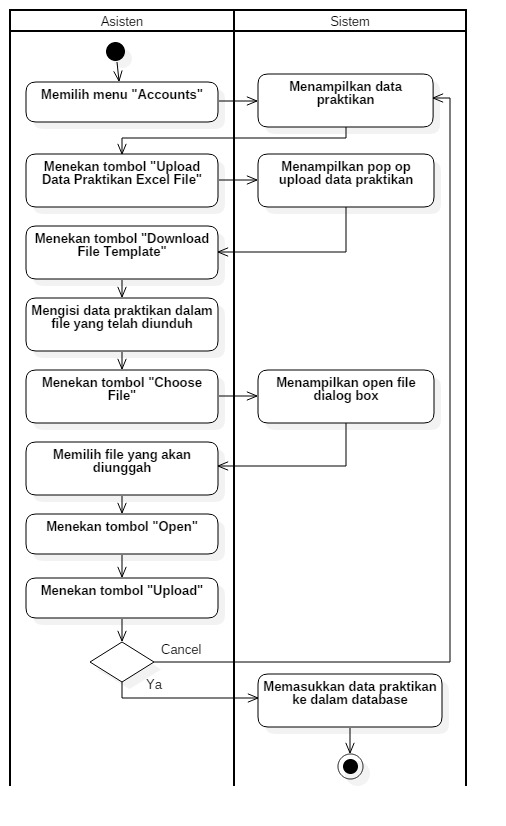 Asisten
Sistem
Memilih menu "Accounts"
Menampilkan data
praktikan
Menekan tombol "Upload
Data Praktikan Excel File"
Menampilkan pop op
upload data praktikan
Menekan tombol "Download
File Template"
Mengisi data praktikan dalam
file yang telah diunduh
Menekan tombol "Choose
File"
Menampilkan open file
dialog box
Memilih file yang akan
diunggah
Menekan tombol "Open"
Menekan tombol "Upload"
Cancel
Ya
Memasukkan data praktikan
ke dalam database